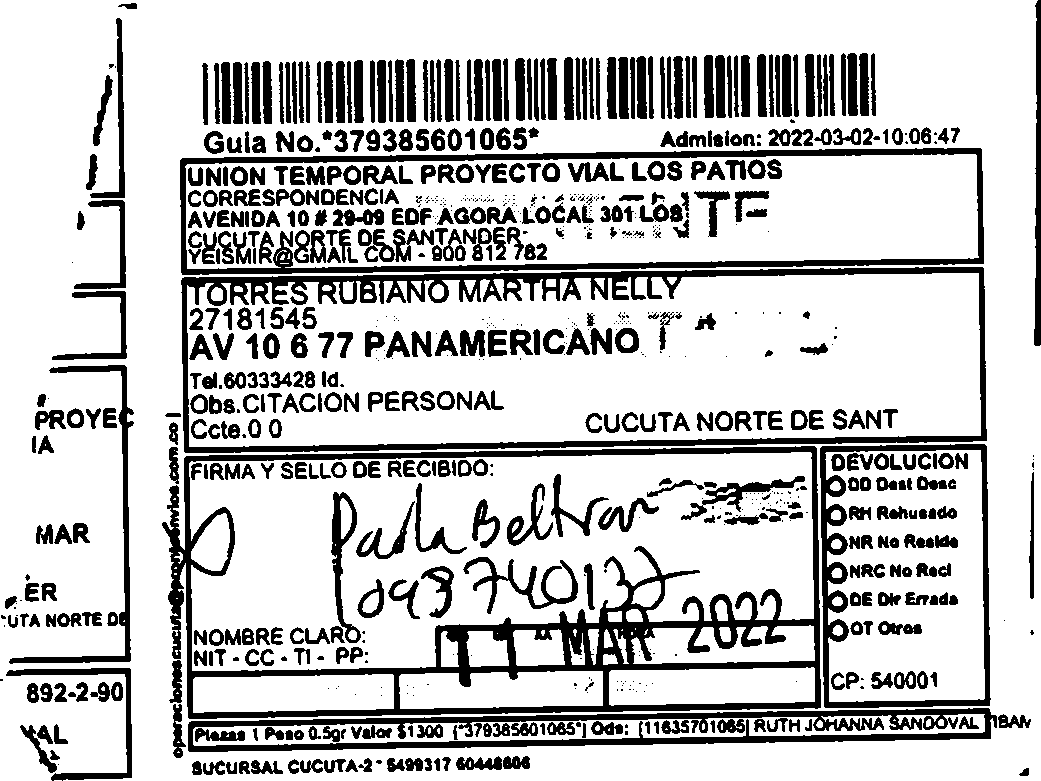 Guia No.*379385601065*
Admision: 2022-03-02-10:06:47
UNION TEMPORAL PROYECTO VIAL LOS PATIOS
CORRESPONDENCIA
AVENIDA 10 # 29-09 EDF AGORA LOCAL 301 LOS
CUCUTA NORTE DE SANTANDER-
YEISMIR@GMAIL COM - 900 812 782
TORRES RUBIANO MARTHA NELLY
27181545
AV 10 6 77 PANAMERICANO
Tel.60333428 Id.
Obs.CITACION PERSONAL
Ccte.0 0
CUCUTA NORTE DE SANT
PROYEC
IA
MAR
ER
UTA NORTE DE
892-2-90
FIRMA Y SELLO DE RECIBIDO:
Paola Beltran
NOMBRE CLARO:
NIT - CC - TI - PP:
11 MAR 2022
DEVOLUCION
DD Dest Desc
RH Rehusado
NR No Reside
NRC No Recl
DE Dir Errada
OT Otros
CP: 540001
Piezas 1 Peso 0.5gr Valor $1300 (*379385601065*) Ods: [11635701065] RUTH JOHANNA SANDOVAL
SUCURSAL CUCUTA-2 * 5499317 60448606